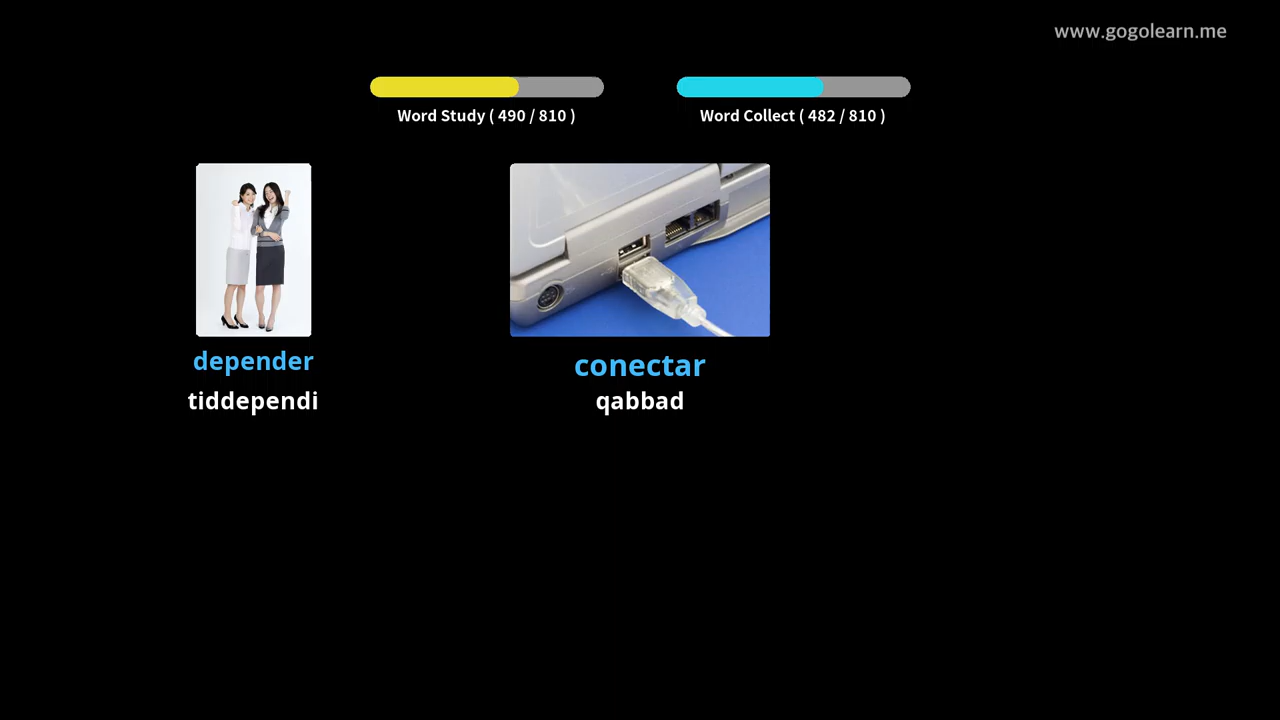 www.gogolearn.me
Word Study ( 490 / 810 )
Word Collect ( 482 / 810 )
depender
tiddependi
conectar
qabbad